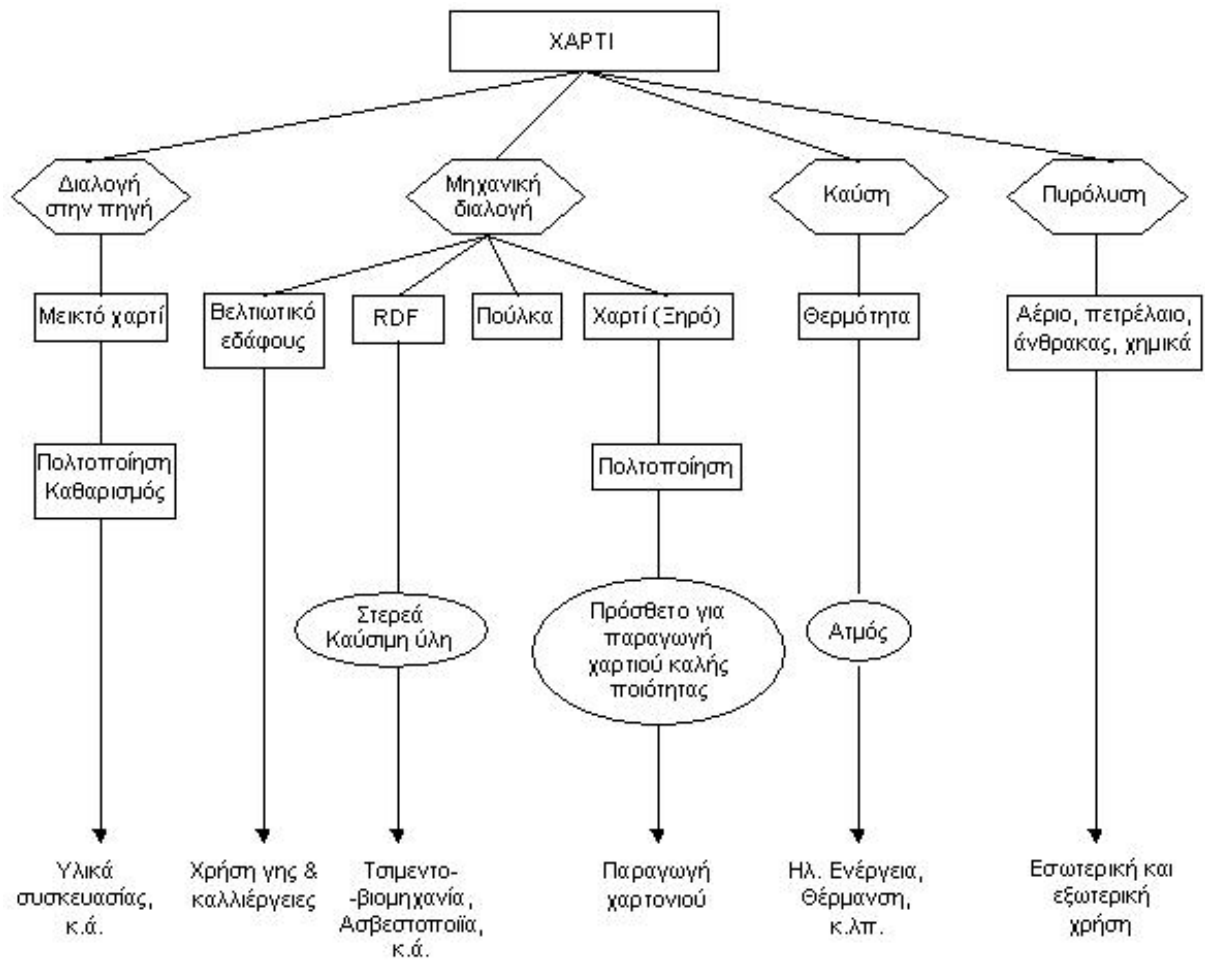 ΧΑΡΤΙ
Διαλογή
στην πηγή
Μηχανική
διαλογή
Καύση
Πυρόλυση
Μεικτό χαρτί
Βελτιωτικό
εδάφους
RDF
Πούλκα
Χαρτί (Ξηρό)
Θερμότητα
Αέριο, πετρέλαιο,
άνθρακας, χημικά
Πολτοποίηση
Καθαρισμός
Πολτοποίηση
Στερεά
Καύσιμη ύλη
Πρόσθετο για
παραγωγή
χαρτιού καλής
ποιότητας
Ατμός
Υλικά
συσκευασίας,
κ.ά.
Χρήση γης &
καλλιέργειες
Τσιμεντο-
-βιομηχανία,
Ασβεστοποιϊα,
κ.ά.
Παραγωγή
χαρτονιού
Ηλ. Ενέργεια,
Θέρμανση,
κ.λπ.
Εσωτερική και
εξωτερική
χρήση